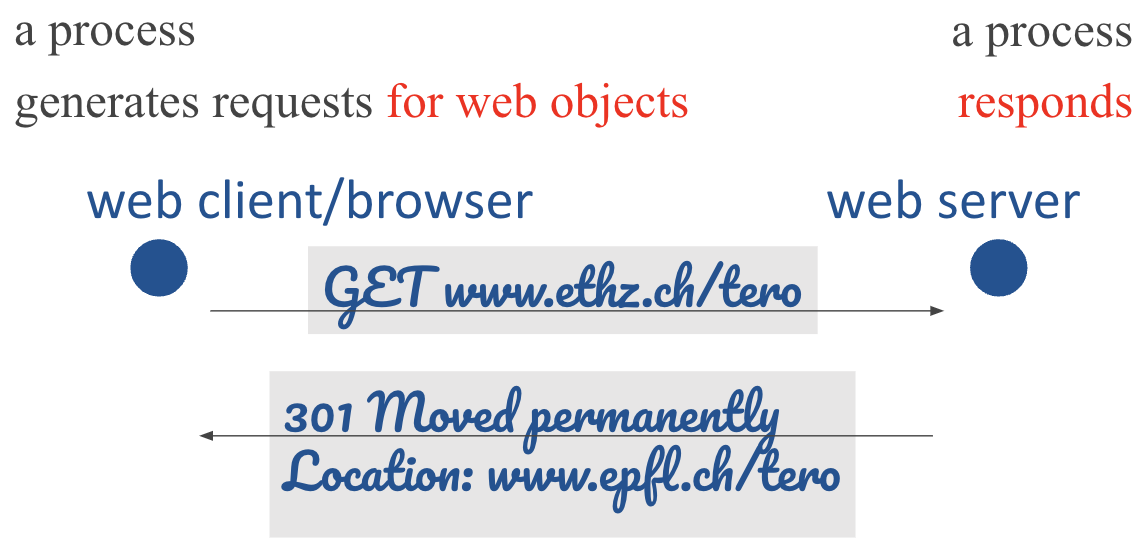 a process
a process
generates requests for web objects
responds
web client/browser
web server
GET www.ethz.ch/tero
301 Moved permanently
Location: www.epfl.ch/tero